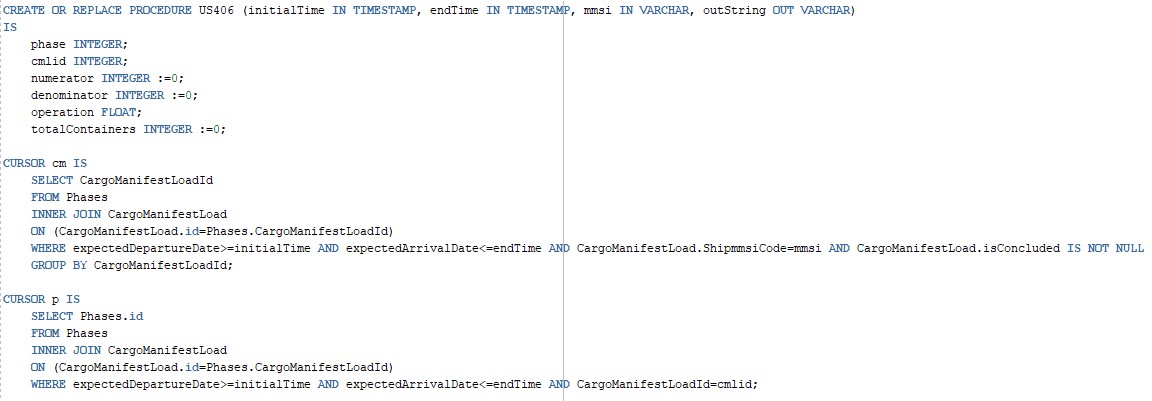 CREATE OR REPLACE PROCEDURE US406 (initialTime IN TIMESTAMP, endTime IN TIMESTAMP, mmsi IN VARCHAR, outString OUT VARCHAR)
IS
    phase INTEGER;
    cmlid INTEGER;
    numerator INTEGER :=0;
    denominator INTEGER :=0;
    operation FLOAT;
    totalContainers INTEGER :=0;

CURSOR cm IS
    SELECT CargoManifestLoadId
    FROM Phases
    INNER JOIN CargoManifestLoad
    ON (CargoManifestLoad.id=Phases.CargoManifestLoadId)
    WHERE expectedDepartureDate>=initialTime AND expectedArrivalDate<=endTime AND CargoManifestLoad.ShipmmsiCode=mmsi AND CargoManifestLoad.isConcluded IS NOT NULL
    GROUP BY CargoManifestLoadId;

CURSOR p IS
    SELECT Phases.id
    FROM Phases
    INNER JOIN CargoManifestLoad
    ON (CargoManifestLoad.id=Phases.CargoManifestLoadId)
    WHERE expectedDepartureDate>=initialTime AND expectedArrivalDate<=endTime AND CargoManifestLoadId=cmlid;